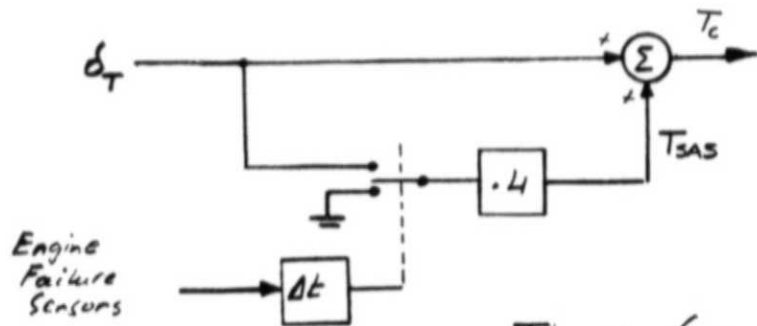 δT
+
+
Σ
Tc
TSAS
.4
Engine
Failure
Sensors
Δt